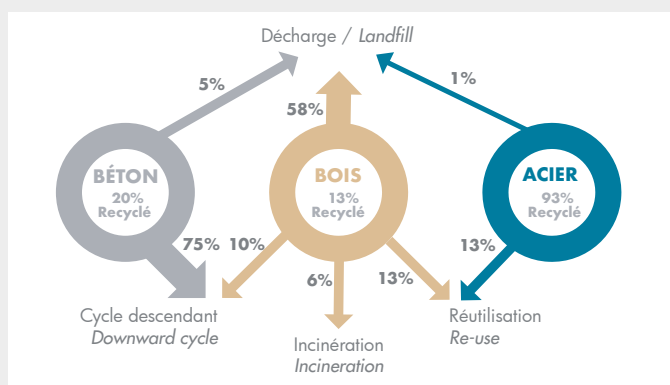 Décharge / Landfill
5%
58%
1%
BÉTON
20%
Recyclé
BOIS
13%
Recyclé
ACIER
93%
Recyclé
75%
10%
6%
13%
13%
Cycle descendant
Downward cycle
Incinération
Incineration
Réutilisation
Re-use